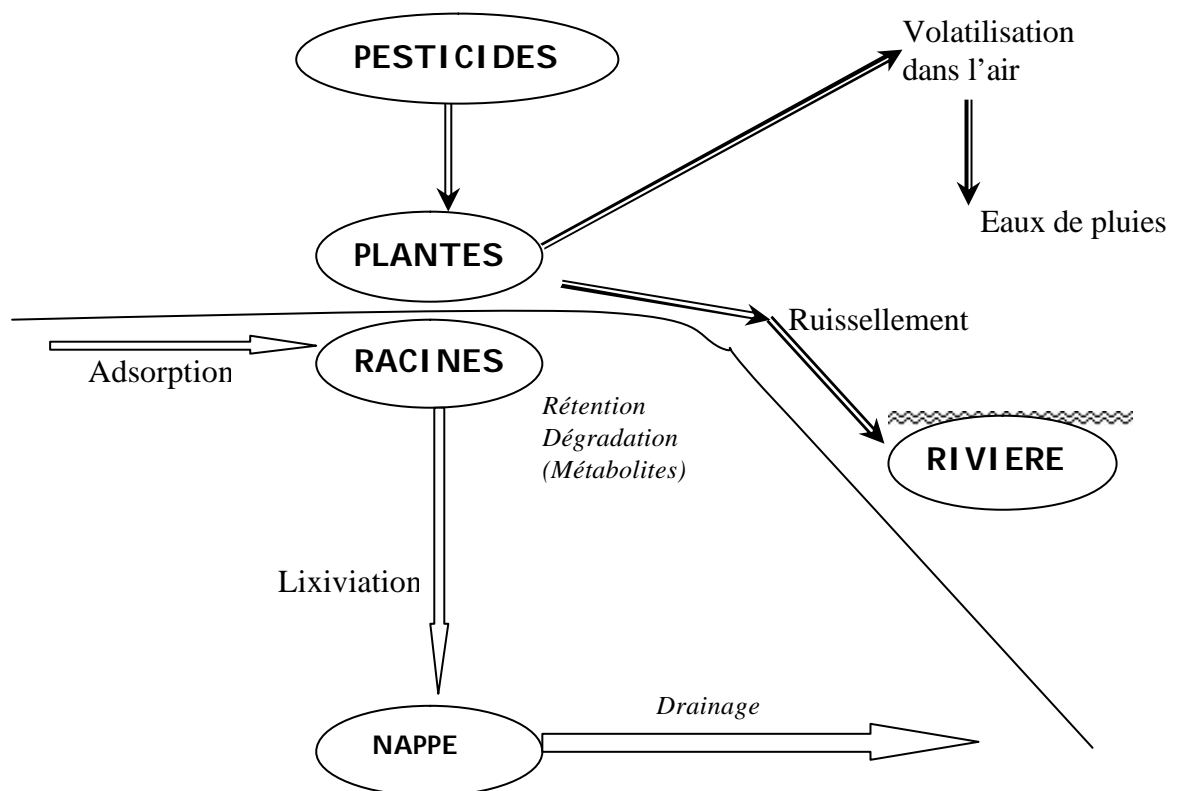 PESTICIDES
Volatilisation
dans l'air
Eaux de pluies
PLANTES
Ruissellement
Adsorption
RACINES
Rétention
Dégradation
(Métabolites)
RIVIERE
Lixiviation
Drainage
NAPPE